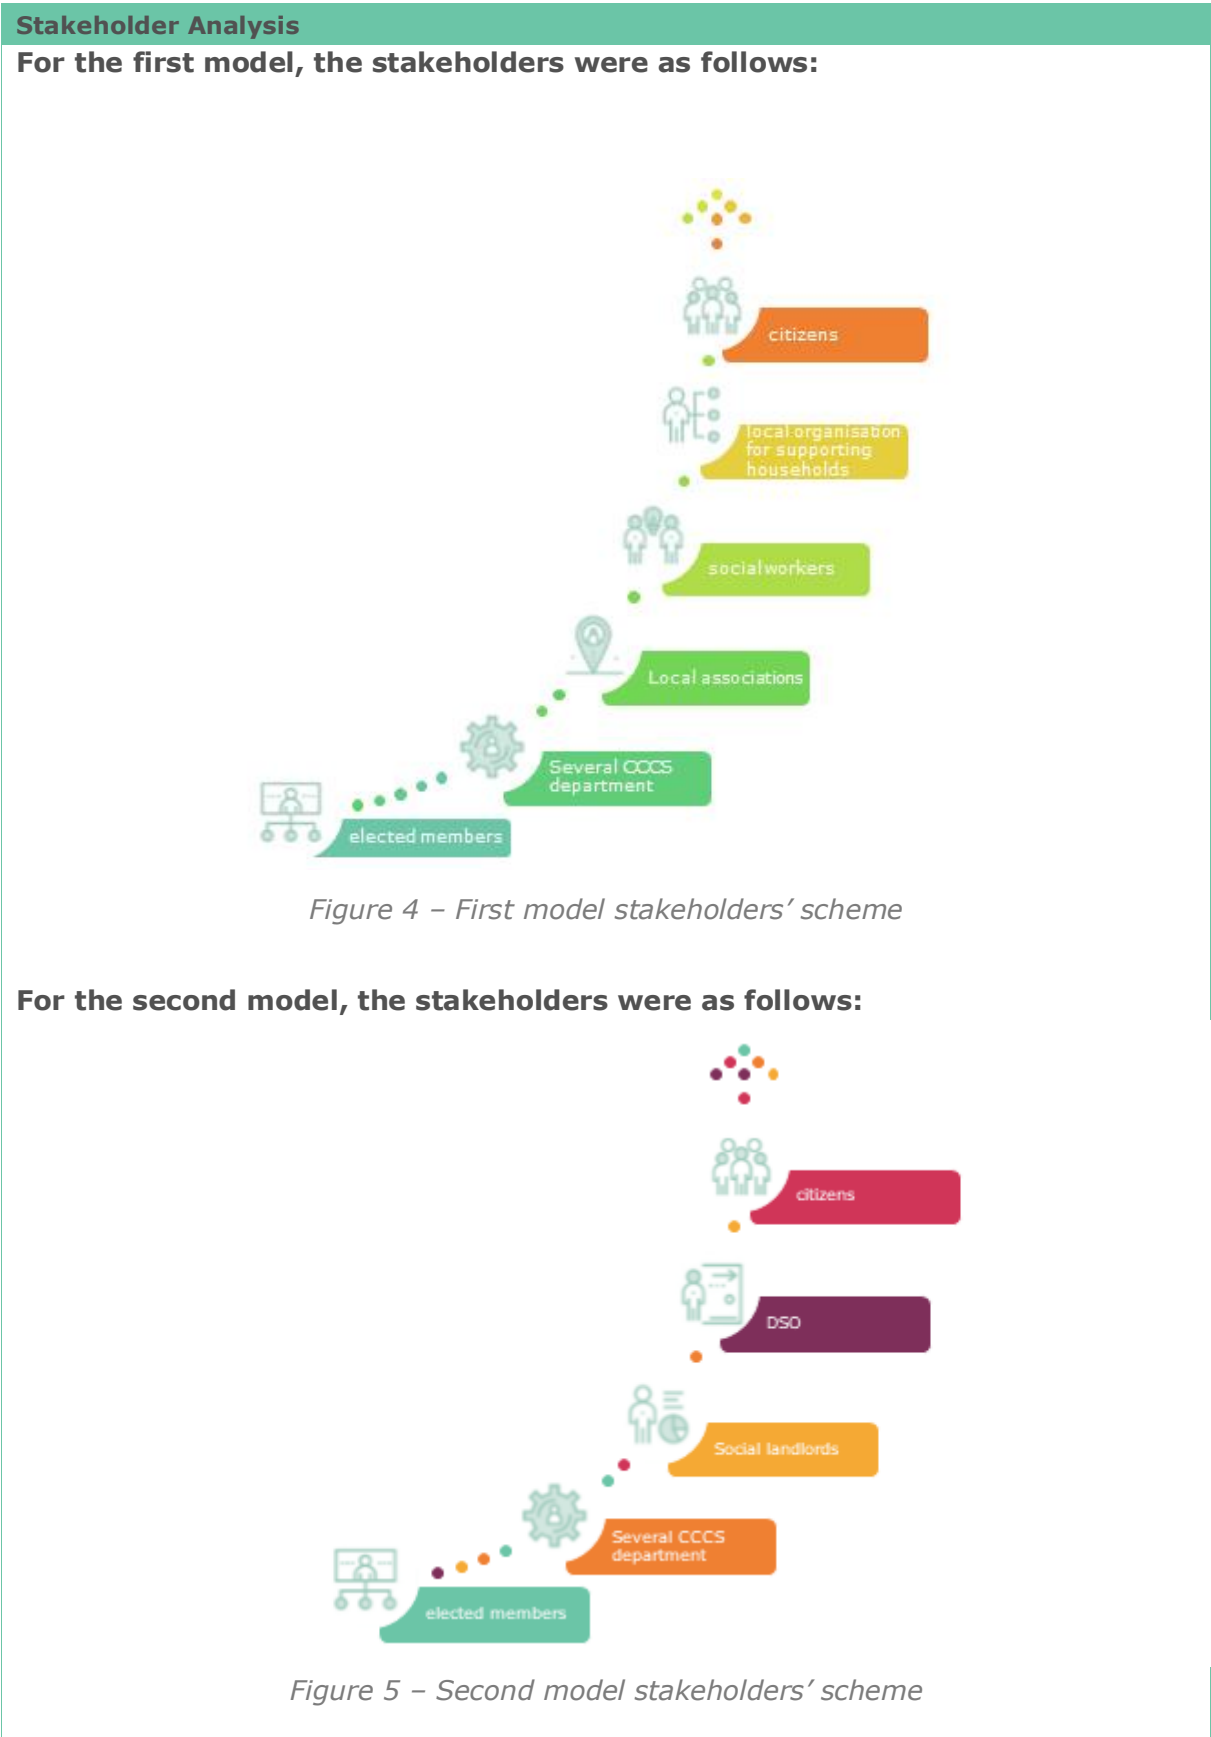 Stakeholder Analysis
For the first model, the stakeholders were as follows:
citizens
local organisation
for supporting
households
social workers
Local associations
Several CCCS
department
elected members
Figure 4 – First model stakeholders’ scheme
For the second model, the stakeholders were as follows:
citizens
DSO
Social landlords
Several CCCS
department
elected members
Figure 5 – Second model stakeholders’ scheme